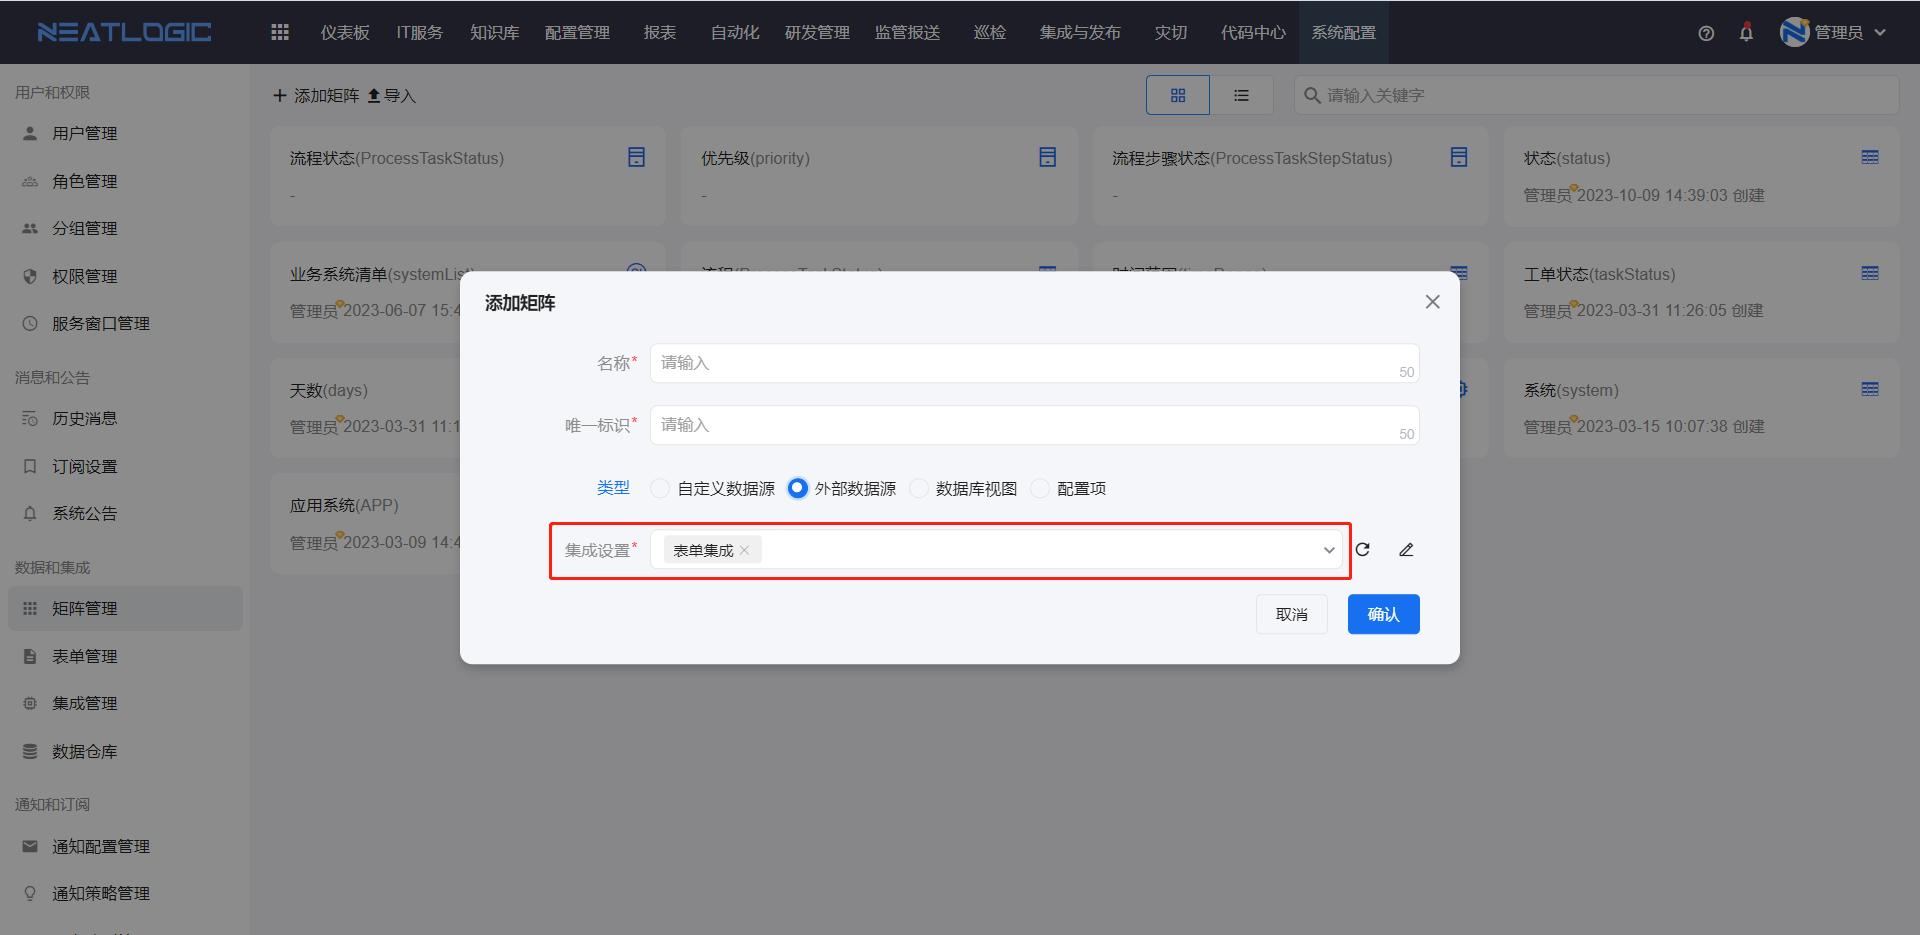 NEATLOGIC 仪表板 IT服务 知识库 配置管理 报表 自动化 研发管理 监管报送 巡检 集成与发布 灾切 代码中心 系统配置 管理员
用户和权限
用户管理
角色管理
分组管理
权限管理
服务窗口管理
消息和公告
历史消息
订阅设置
系统公告
数据和集成
矩阵管理
表单管理
集成管理
数据仓库
通知和订阅
通知配置管理
通知策略管理
添加矩阵 导入 请输入关键字
流程状态(ProcessTaskStatus)
-
优先级(priority)
-
流程步骤状态(ProcessTaskStepStatus)
-
状态(status)
管理员 2023-10-09 14:39:03 创建
业务系统清单(systemList)
管理员 2023-06-07 15:4
工单状态(taskStatus)
管理员 2023-03-31 11:26:05 创建
天数(days)
管理员 2023-03-31 11:1
系统(system)
管理员 2023-03-15 10:07:38 创建
应用系统(APP)
管理员 2023-03-09 14:4
添加矩阵
名称* 请输入 50
唯一标识* 请输入 50
类型 自定义数据源 外部数据源 数据库视图 配置项
集成设置* 表单集成
取消 确认